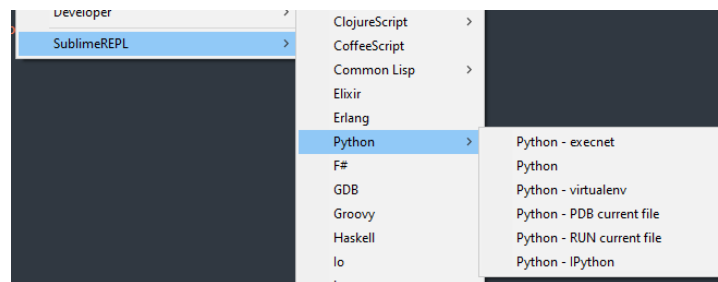 Developer
SublimeREPL
ClojureScript
CoffeeScript
Common Lisp
Elixir
Erlang
Python
F#
GDB
Groovy
Haskell
Io
Python - execnet
Python
Python - virtualenv
Python - PDB current file
Python - RUN current file
Python - IPython